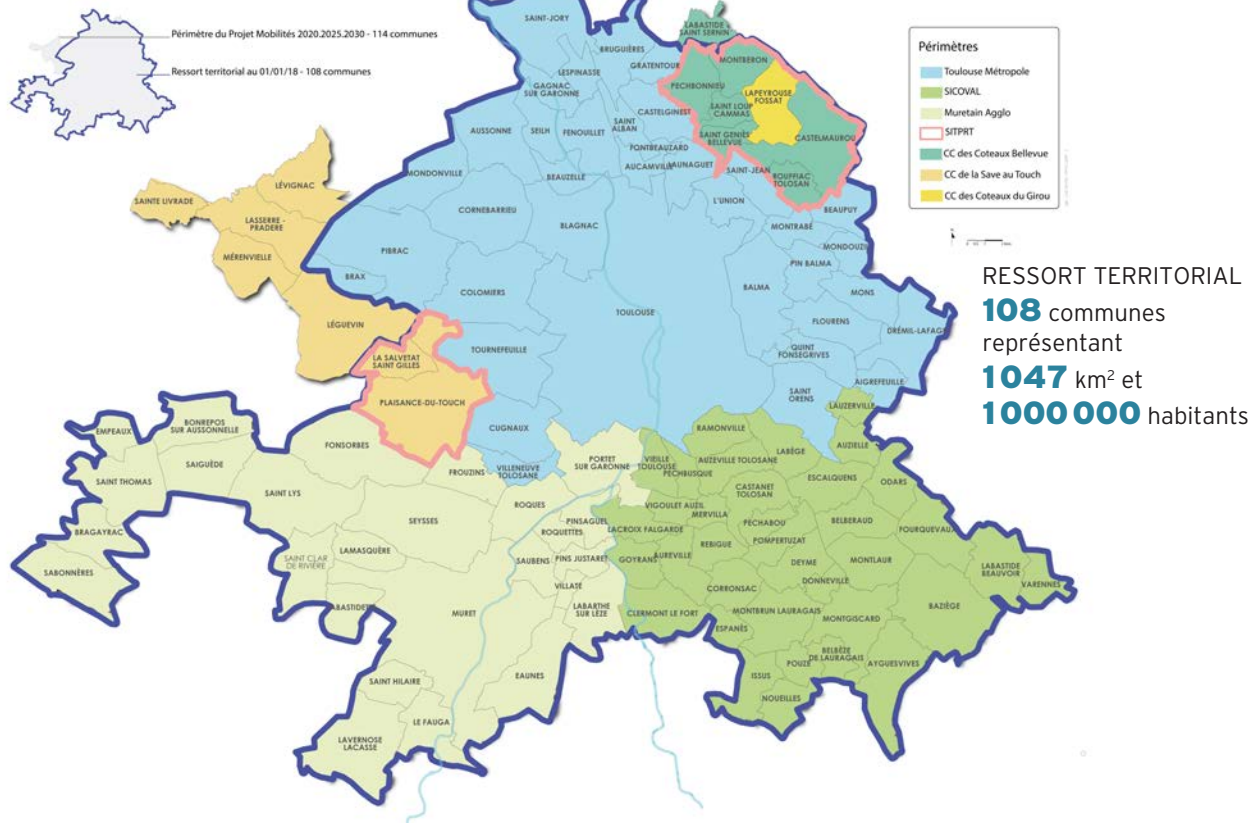 Périmètre du Projet Mobilités 2020.2025.2030 - 114 communes
Ressort territorial au 01/01/18 - 108 communes
Périmètres
Toulouse Métropole
SICOVAL
Muretain Agglo
SITPRT
CC des Coteaux Bellevue
CC de la Save au Touch
CC des Coteaux du Girou
RESSORT TERRITORIAL
108 communes
représentant
1047 km² et
1000000 habitants
SAINT-JORY
LABASTIDE
SAINT SERNIN
BRUGUIÈRES
GRATENTOUR
MONTBERON
LESPINASSE
PECHBONNIEU
LAPEYROUSE
FOSSAT
GAGNAC
SUR GARONNE
CASTELGINEST
SAINT LOUP
CAMMAS
SAINT
ALBAN
AUSSONNE
SEILH
FENOUILLET
SAINT GENIÈS
BELLEVUE
CASTELMAUROU
FONTBEAUZARD
AUCAMVILLE
LAUNAGUET
SAINT-JEAN
MONDONVILLE
BEAUZELLE
ROUFFIAC
TOLOSAN
LÉVIGNAC
SAINTE LIVRADE
L'UNION
BEAUPUY
CORNEBARRIEU
LASSERRE -
PRADERE
BLAGNAC
MONTRABÉ
MONDOUZIL
PIBRAC
MÉRENVIELLE
PIN BALMA
BRAX
COLOMIERS
BALMA
MONS
TOULOUSE
FLOURENS
LÉGUEVIN
DRÉMIL-LAFAGE
TOURNEFEUILLE
QUINT
FONSEGRIVES
LA SALVETAT
SAINT GILLES
AIGREFEUILLE
PLAISANCE-DU-TOUCH
SAINT
ORENS
LAUZERVILLE
BONREPOS
SUR AUSSONNELLE
EMPEAUX
CUGNAUX
RAMONVILLE
FONSORBES
AUZIELLE
SAIGUÈDE
LABÈGE
PORTET
SUR GARONNE
VIEILLE
TOULOUSE
AUZEVILLE TOLOSANE
FROUZINS
VILLENEUVE
TOLOSANE
PECHBUSQUE
ESCALQUENS
ODARS
SAINT THOMAS
SAINT LYS
CASTANET
TOLOSAN
ROQUES
VIGOULET AUZIL
MERVILLA
SEYSSES
PINSAGUEL
PÉCHABOU
BELBERAUD
BRAGAYRAC
ROQUETTES
LACROIX FALGARDE
FOURQUEVAUX
POMPERTUZAT
REBIGUE
LAMASQUÈRE
SAINT CLAR
DE RIVIÈRE
SAUBENS
PINS JUSTARET
GOYRANS
AUREVILLE
DEYME
MONTLAUR
LABASTIDE
BEAUVOIR
SABONNÈRES
DONNEVILLE
VARENNES
VILLATE
CORRONSAC
MURET
LABARTHE
SUR LÈZE
BAZIÈGE
CLERMONT LE FORT
MONTBRUN LAURAGAIS
MONTGISCARD
ESPANÈS
BELBÈZE
DE LAURAGAIS
POUZE
AYGUESVIVES
EAUNES
ISSUS
SAINT HILAIRE
NOUEILLES
LE FAUGA
LAVERNOSE
LACASSE